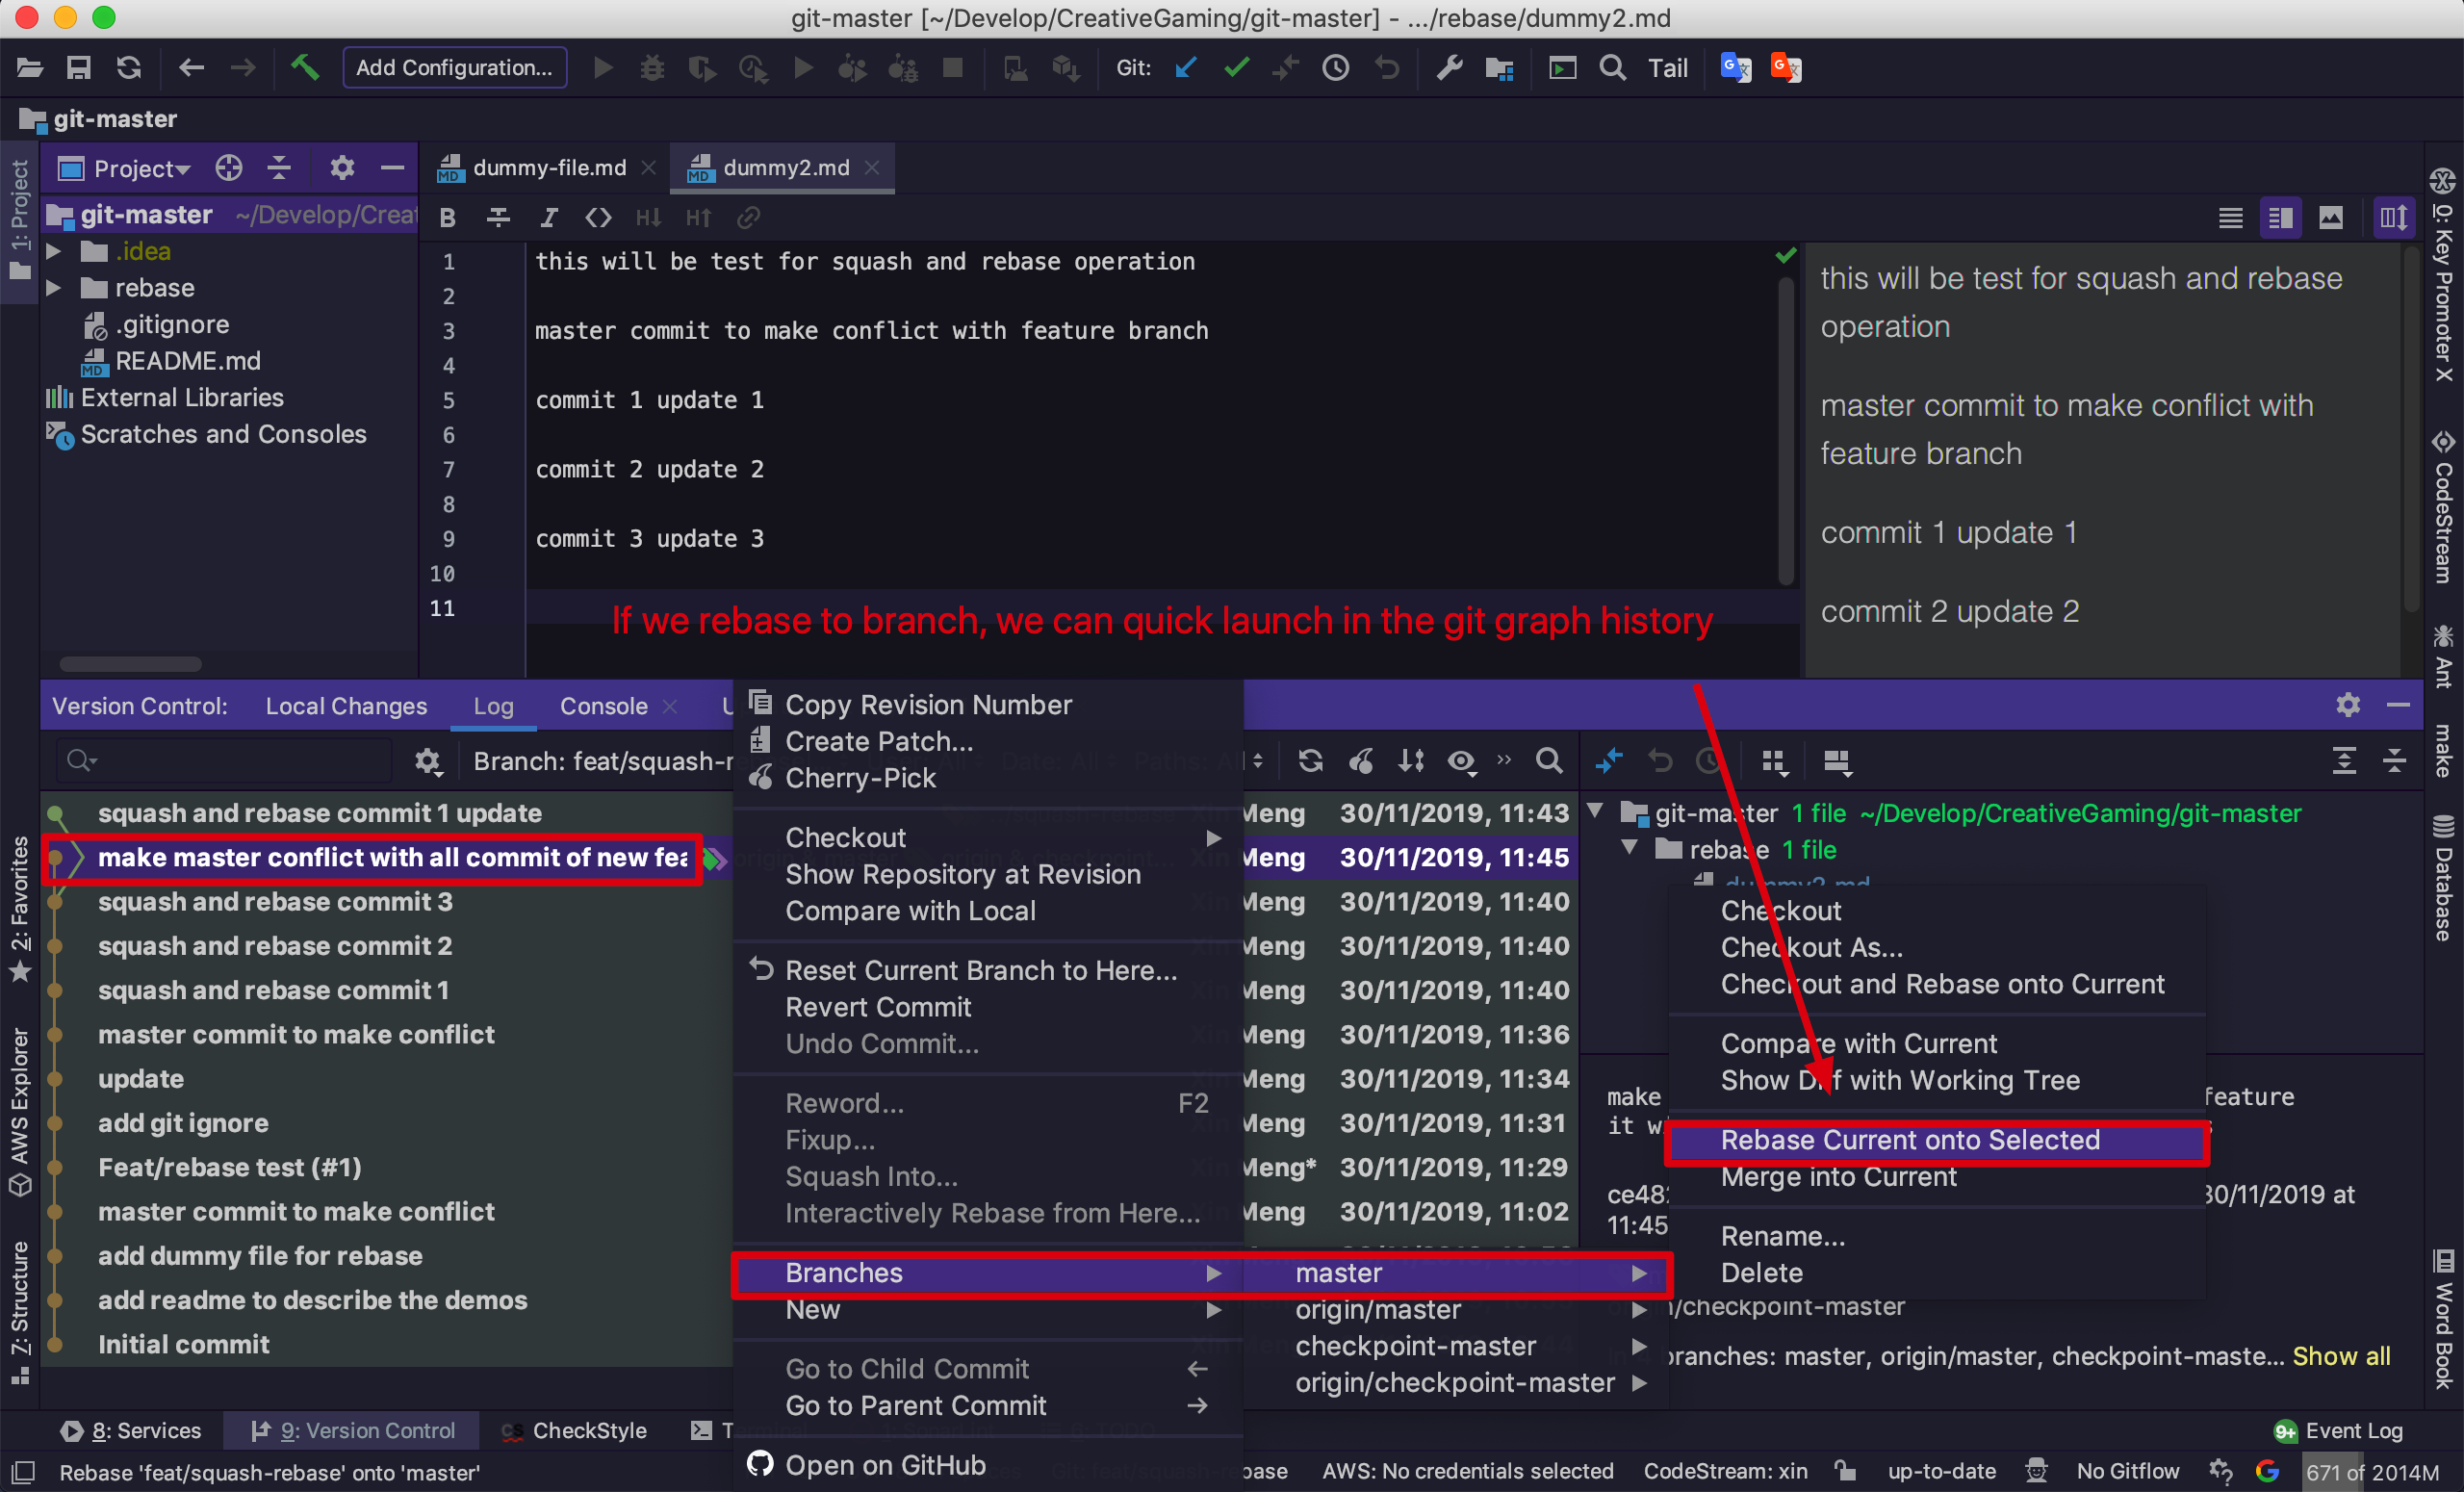 git-master [~/Develop/CreativeGaming/git-master] - .../rebase/dummy2.md
Add Configuration...
Git:
Tail
git-master
1: Project
Project
dummy-file.md
dummy2.md
git-master ~/Develop/Creat
.idea
rebase
.gitignore
README.md
External Libraries
Scratches and Consoles
B
I
H↓
H↑
1 this will be test for squash and rebase operation
2
3 master commit to make conflict with feature branch
4
5 commit 1 update 1
6
7 commit 2 update 2
8
9 commit 3 update 3
10
11
If we rebase to branch, we can quick launch in the git graph history
this will be test for squash and rebase
operation
master commit to make conflict with
feature branch
commit 1 update 1
commit 2 update 2
0: Key Promoter X
CodeStream
Ant
make
Database
Word Book
2: Favorites
AWS Explorer
Z: Structure
Version Control:
Local Changes
Log
Console
Branch: feat/squash-r
squash and rebase commit 1 update
make master conflict with all commit of new fea
squash and rebase commit 3
squash and rebase commit 2
squash and rebase commit 1
master commit to make conflict
update
add git ignore
Feat/rebase test (#1)
master commit to make conflict
add dummy file for rebase
add readme to describe the demos
Initial commit
Copy Revision Number
Create Patch...
Cherry-Pick
Checkout
Show Repository at Revision
Compare with Local
Reset Current Branch to Here...
Revert Commit
Undo Commit...
Reword... F2
Fixup...
Squash Into...
Interactively Rebase from Here...
Branches
New
Go to Child Commit
Go to Parent Commit
Open on GitHub
Meng 30/11/2019, 11:43
Meng 30/11/2019, 11:45
Meng 30/11/2019, 11:40
Meng 30/11/2019, 11:40
Meng 30/11/2019, 11:40
Meng 30/11/2019, 11:36
Meng 30/11/2019, 11:34
Meng 30/11/2019, 11:31
Meng* 30/11/2019, 11:29
Meng 30/11/2019, 11:02
master
origin/master
checkpoint-master
origin/checkpoint-master
git-master 1 file ~/Develop/CreativeGaming/git-master
rebase 1 file
dummy2.md
Checkout
Checkout As...
Checkout and Rebase onto Current
Compare with Current
Show Diff with Working Tree
Rebase Current onto Selected
Merge into Current
Rename...
Delete
make
feature
it w
ce482
30/11/2019 at
11:45
/checkpoint-master
branches: master, origin/master, checkpoint-maste... Show all
8: Services
9: Version Control
CheckStyle
9+ Event Log
Rebase 'feat/squash-rebase' onto 'master'
base
AWS: No credentials selected
CodeStream: xin
up-to-date
No Gitflow
671 of 2014M